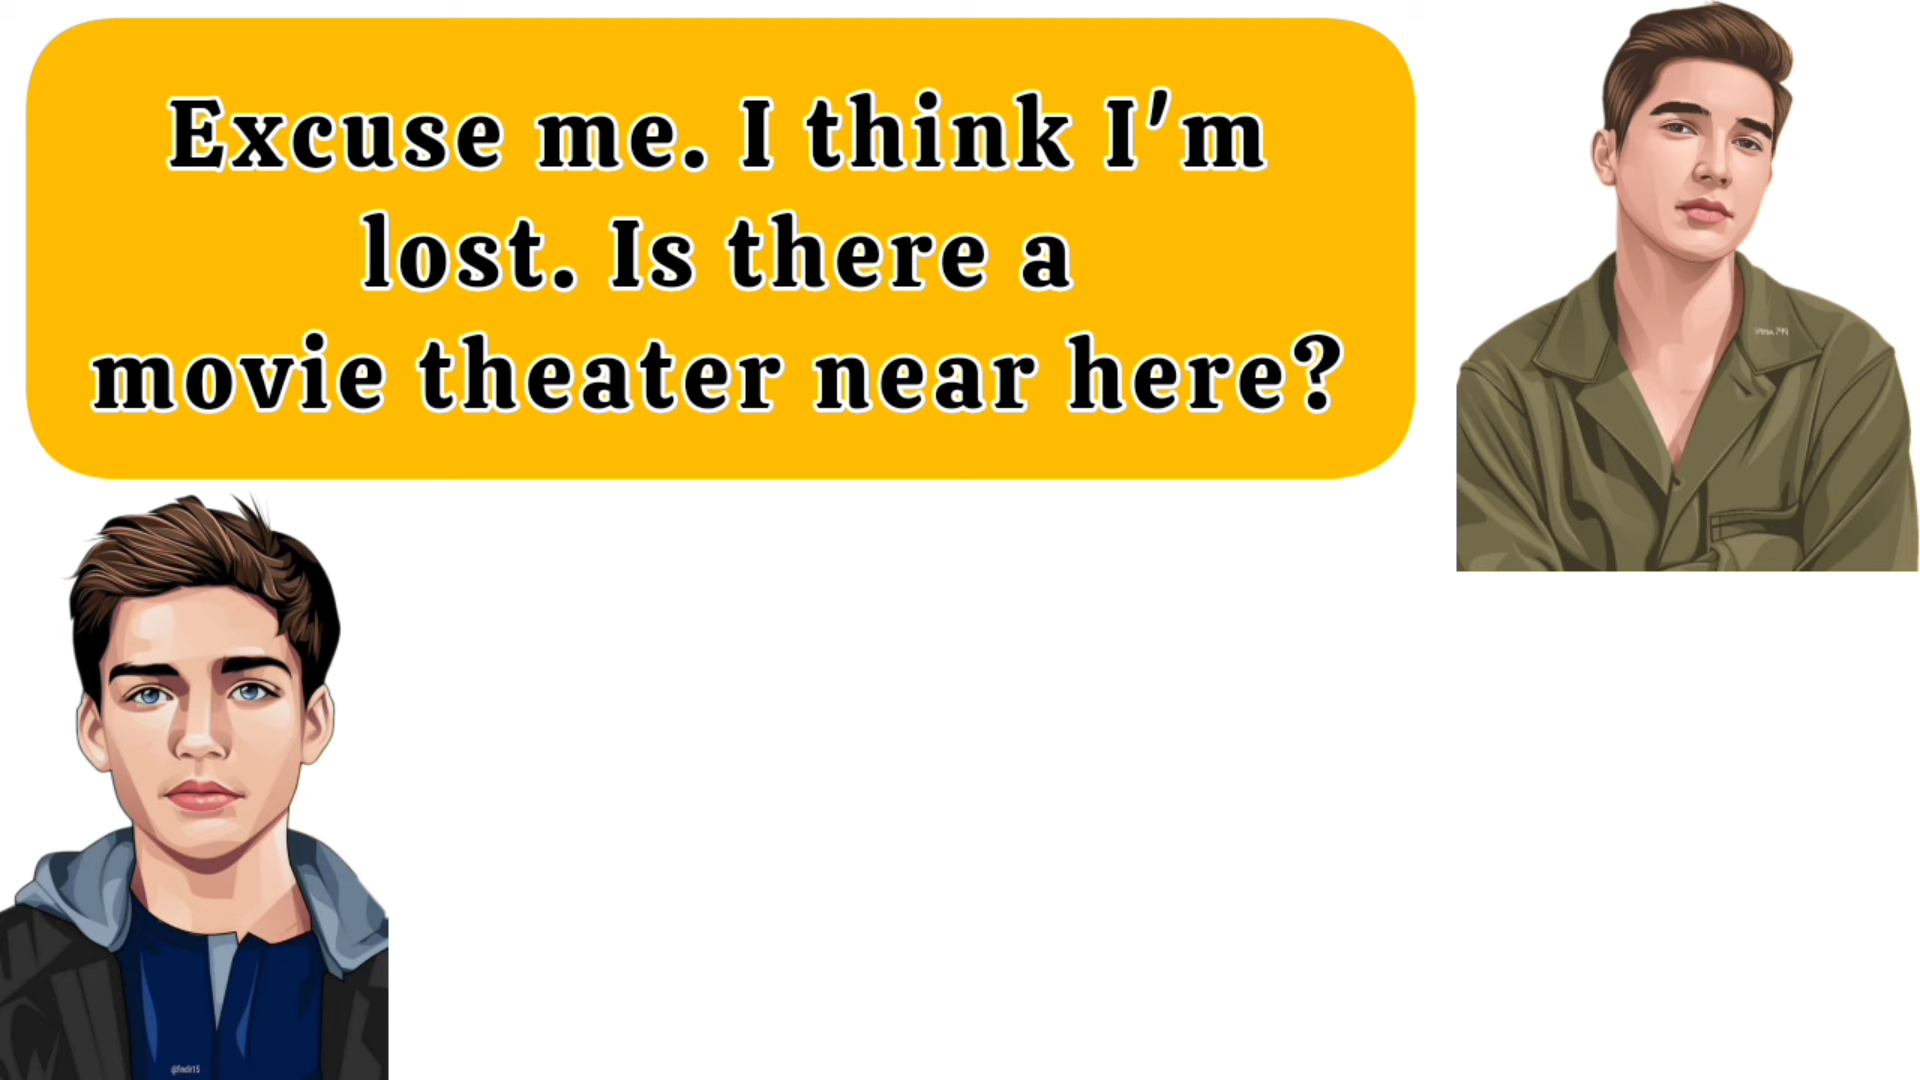 Excuse me. I think I'm
lost. Is there a
movie theater near here?